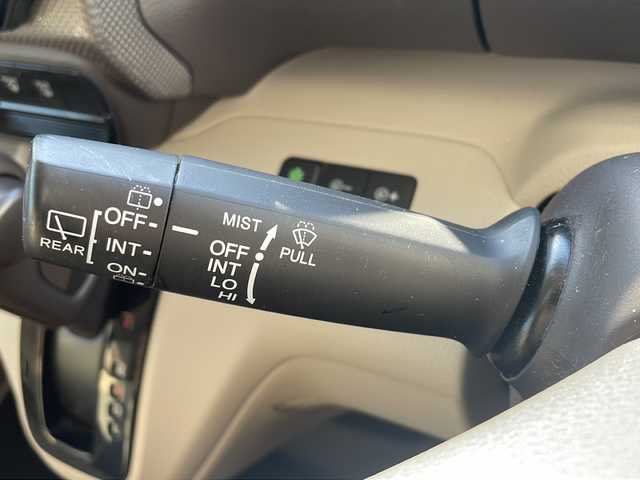 REAR
OFF-
INT-
ON-
MIST
OFF
INT
LO
HI
PULL